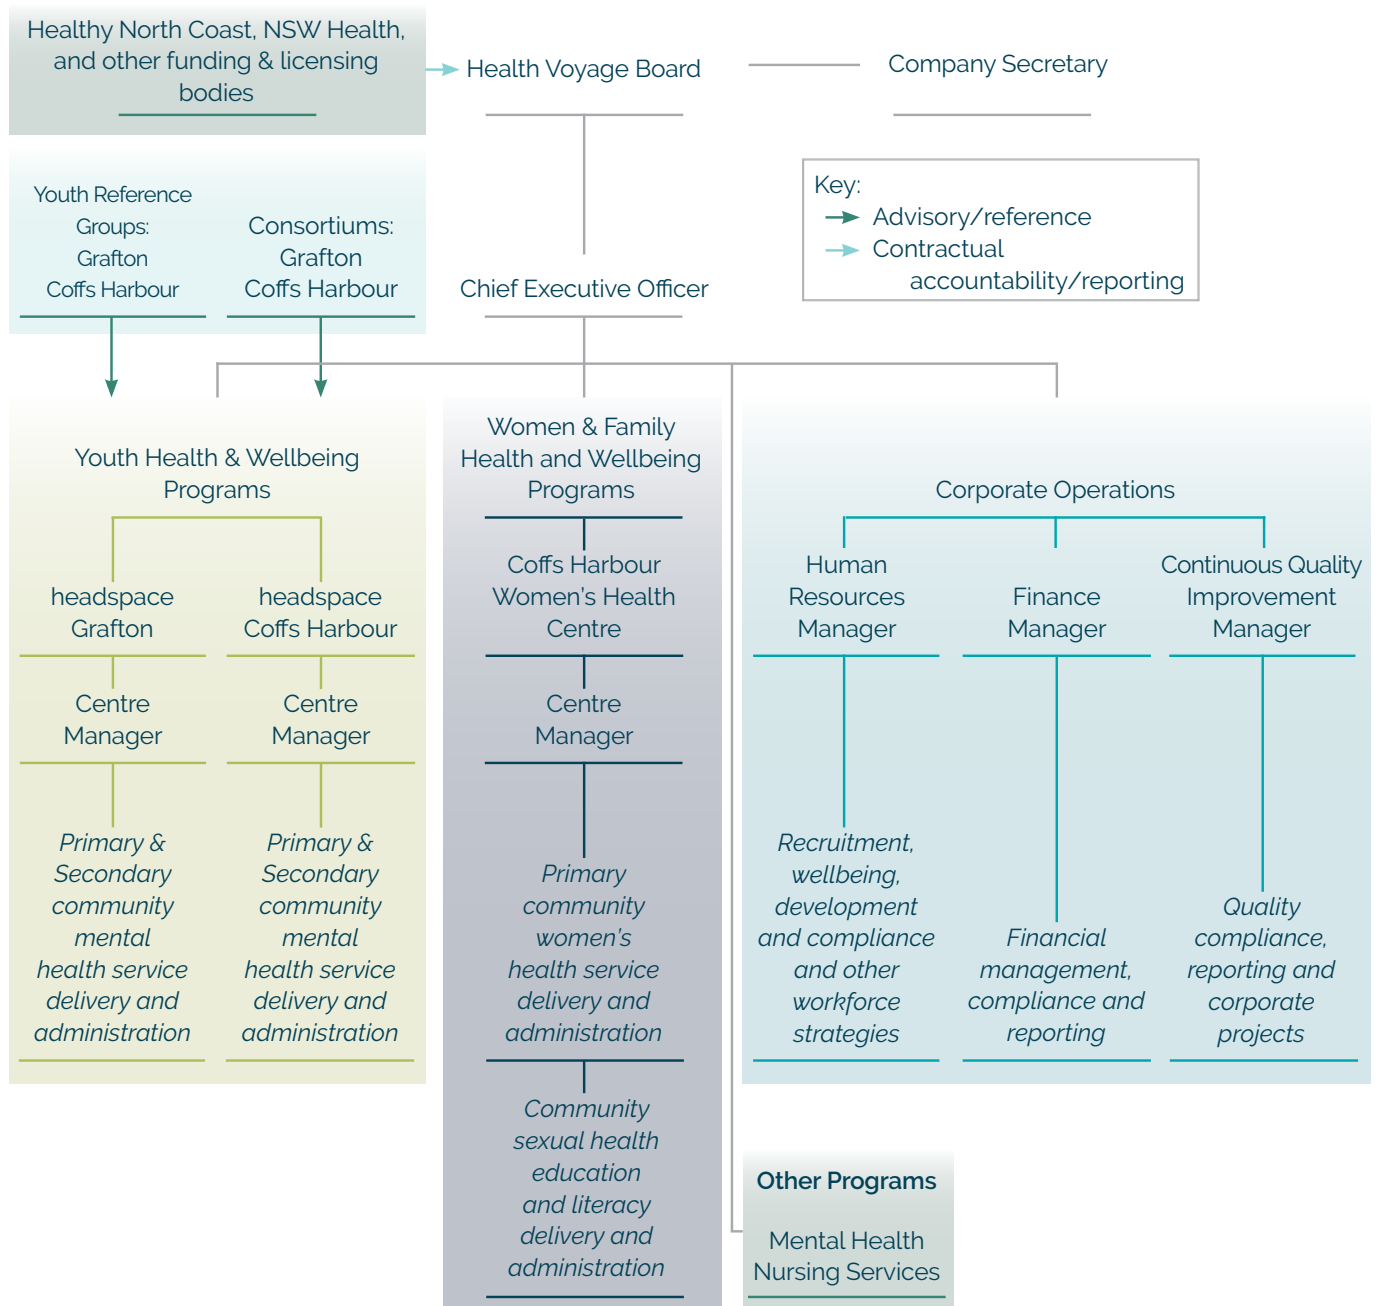 Healthy North Coast, NSW Health,
and other funding & licensing
bodies
Health Voyage Board
Company Secretary
Youth Reference
Groups:
Grafton
Coffs Harbour
Consortiums:
Grafton
Coffs Harbour
Key:
Advisory/reference
Contractual
accountability/reporting
Chief Executive Officer
Youth Health & Wellbeing
Programs
headspace
Grafton
Centre
Manager
Primary &
Secondary
community
mental
health service
delivery and
administration
headspace
Coffs Harbour
Centre
Manager
Primary &
Secondary
community
mental
health service
delivery and
administration
Women & Family
Health and Wellbeing
Programs
Coffs Harbour
Women’s Health
Centre
Centre
Manager
Primary
community
women’s
health service
delivery and
administration
Community
sexual health
education
and literacy
delivery and
administration
Corporate Operations
Human
Resources
Manager
Recruitment,
wellbeing,
development
and compliance
and other
workforce
strategies
Finance
Manager
Financial
management,
compliance and
reporting
Continuous Quality
Improvement
Manager
Quality
compliance,
reporting and
corporate
projects
Other Programs
Mental Health
Nursing Services